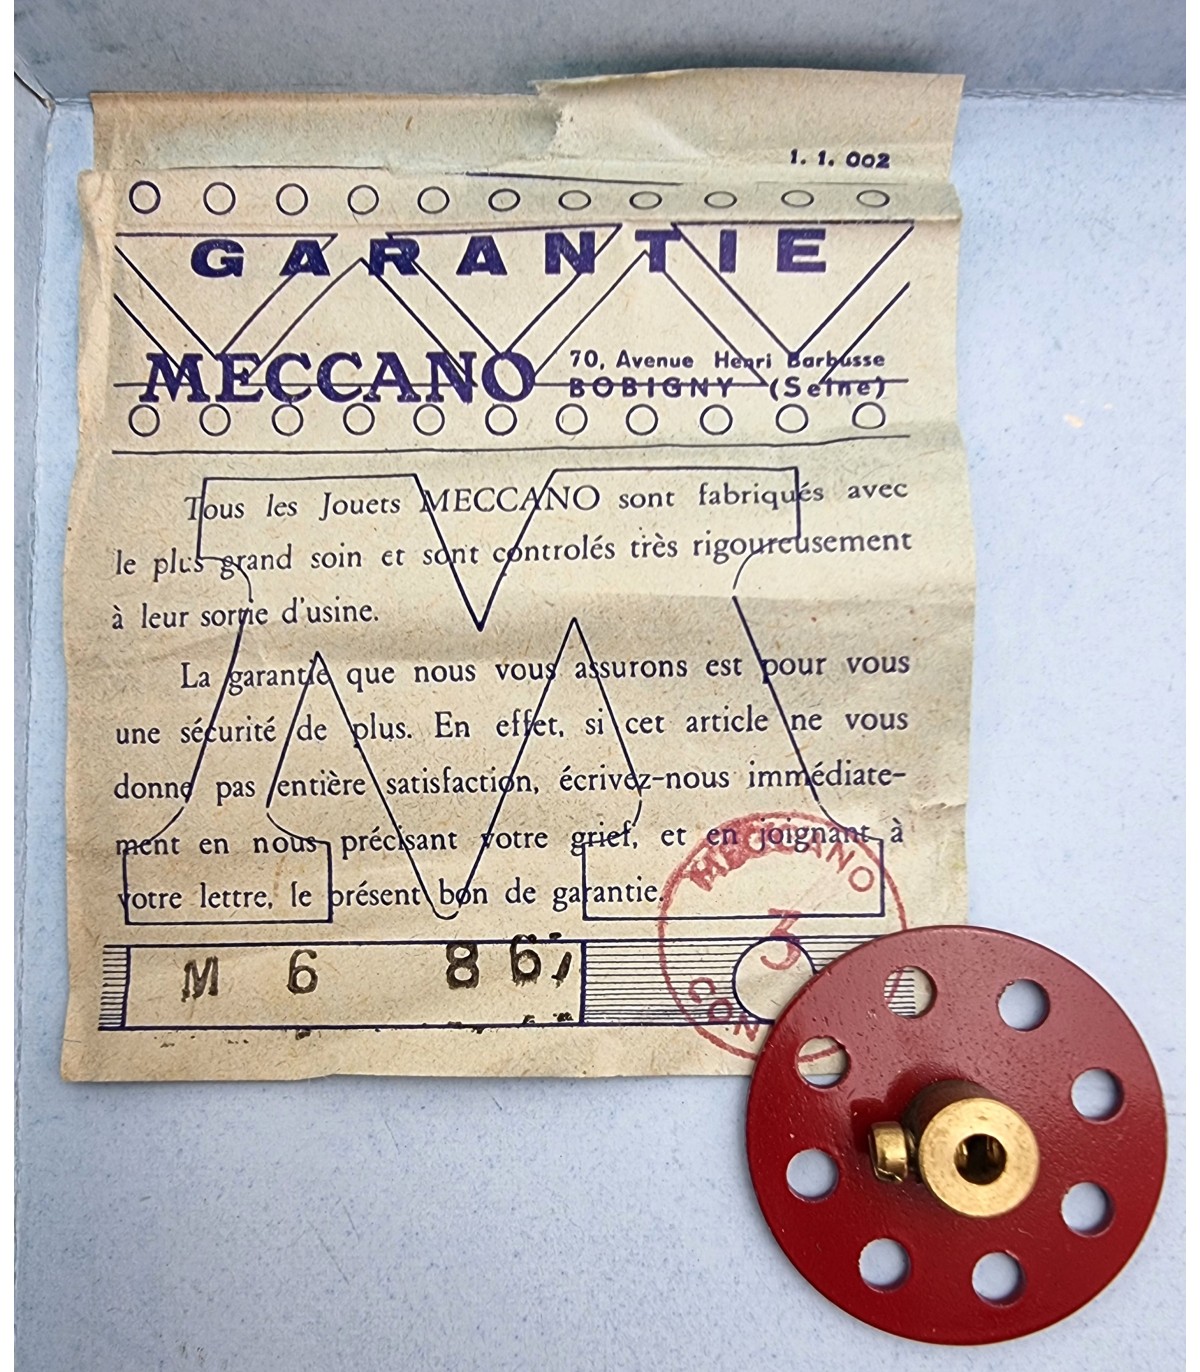 1. 1. 002
GARANTIE
MECCANO 70, Avenue Henri Barbusse
BOBIGNY (Seine)
Tous les Jouets MECCANO sont fabriqués avec
le plus grand soin et sont controlés très rigoureusement
à leur sortie d'usine.
La garantie que nous vous assurons est pour vous
une sécurité de plus. En effet, si cet article ne vous
donne pas entière satisfaction, écrivez-nous immédiate-
ment en nous précisant votre grief, et en joignant à
votre lettre, le présent bon de garantie.
MECCANO
3
M 6 8 6